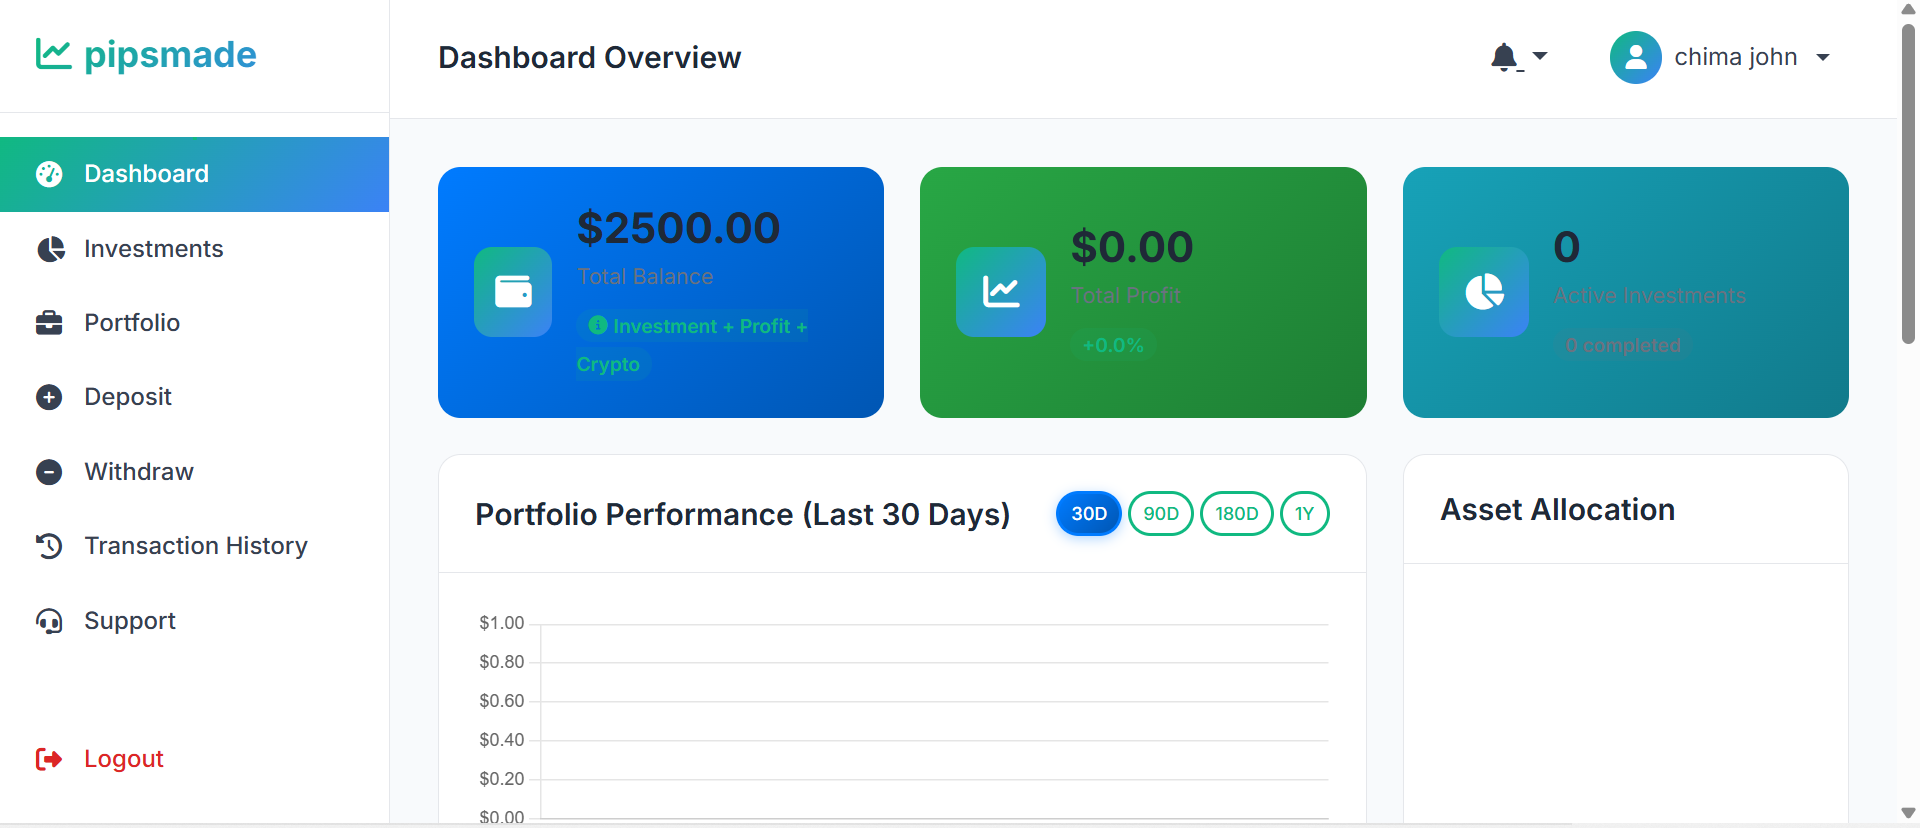 pipsmade
Dashboard Overview
chima john
Dashboard
Investments
Portfolio
Deposit
Withdraw
Transaction History
Support
Logout
$2500.00
Total Balance
Investment + Profit +
Crypto
$0.00
Total Profit
+0.0%
0
Active Investments
0 completed
Portfolio Performance (Last 30 Days)
30D
90D
180D
1Y
$1.00
$0.80
$0.60
$0.40
$0.20
$0.00
Asset Allocation